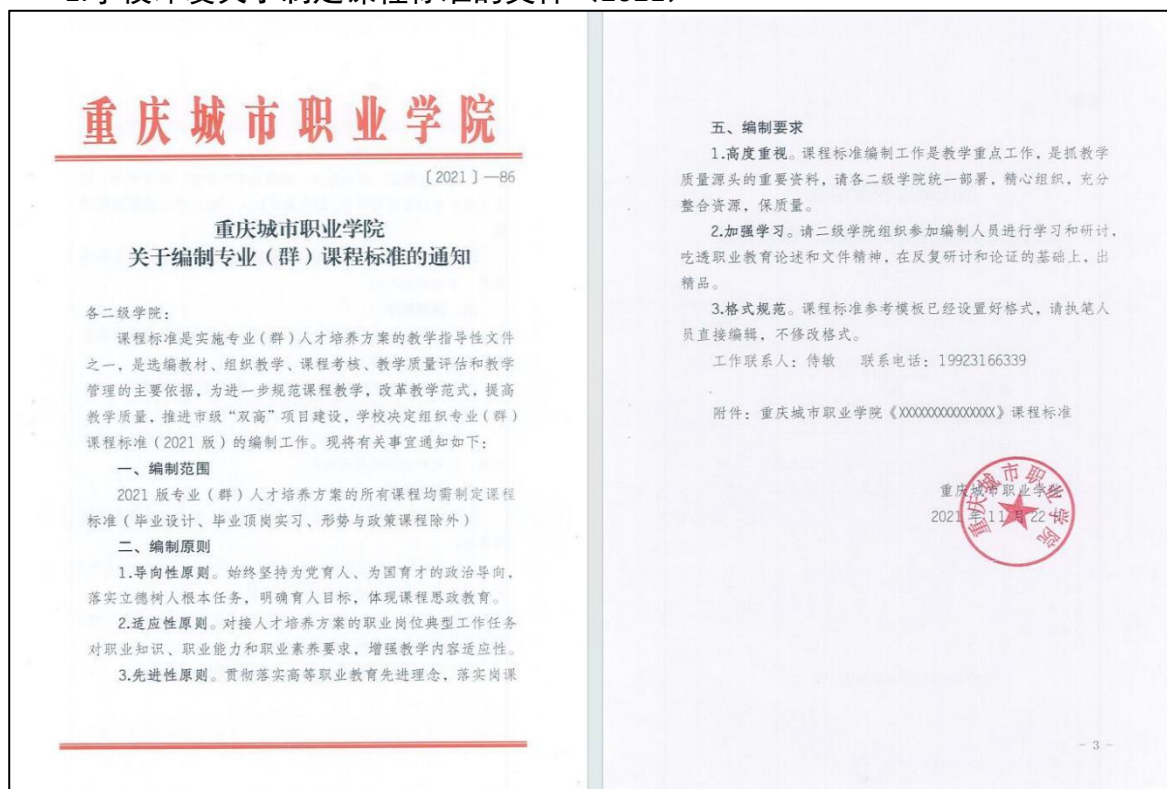 重庆城市职业学院
〔2021〕—86
重庆城市职业学院
关于编制专业（群）课程标准的通知
各二级学院：
课程标准是实施专业（群）人才培养方案的教学指导性文件
之一，是选编教材、组织教学、课程考核、教学质量评估和教学
管理的主要依据，为进一步规范课程教学，改革教学范式，提高
教学质量，推进市级“双高”项目建设，学校决定组织专业（群）
课程标准（2021 版）的编制工作。现将有关事宜通知如下：
一、编制范围
2021 版专业（群）人才培养方案的所有课程均需制定课程
标准（毕业设计、毕业顶岗实习、形势与政策课程除外）
二、编制原则
1.导向性原则。始终坚持为党育人、为国育才的政治导向，
落实立德树人根本任务，明确育人目标，体现课程思政教育。
2.适应性原则。对接人才培养方案的职业岗位典型工作任务
对职业知识、职业能力和职业素养要求，增强教学内容适应性。
3.先进性原则。贯彻落实高等职业教育先进理念，落实岗课
五、编制要求
1.高度重视。课程标准编制工作是教学重点工作，是抓教学
质量源头的重要资料，请各二级学院统一部署，精心组织，充分
整合资源，保质量。
2.加强学习。请二级学院组织参加编制人员进行学习和研讨，
吃透职业教育论述和文件精神，在反复研讨和论证的基础上，出
精品。
3.格式规范。课程标准参考模板已经设置好格式，请执笔人
员直接编辑，不修改格式。
工作联系人：侍敏 联系电话：19923166339
附件：重庆城市职业学院《XXXXXXXXXXXXXX》课程标准
重庆城市职业学院
2021 年 11 月 22 日
重庆城市职业学院
- 3 -